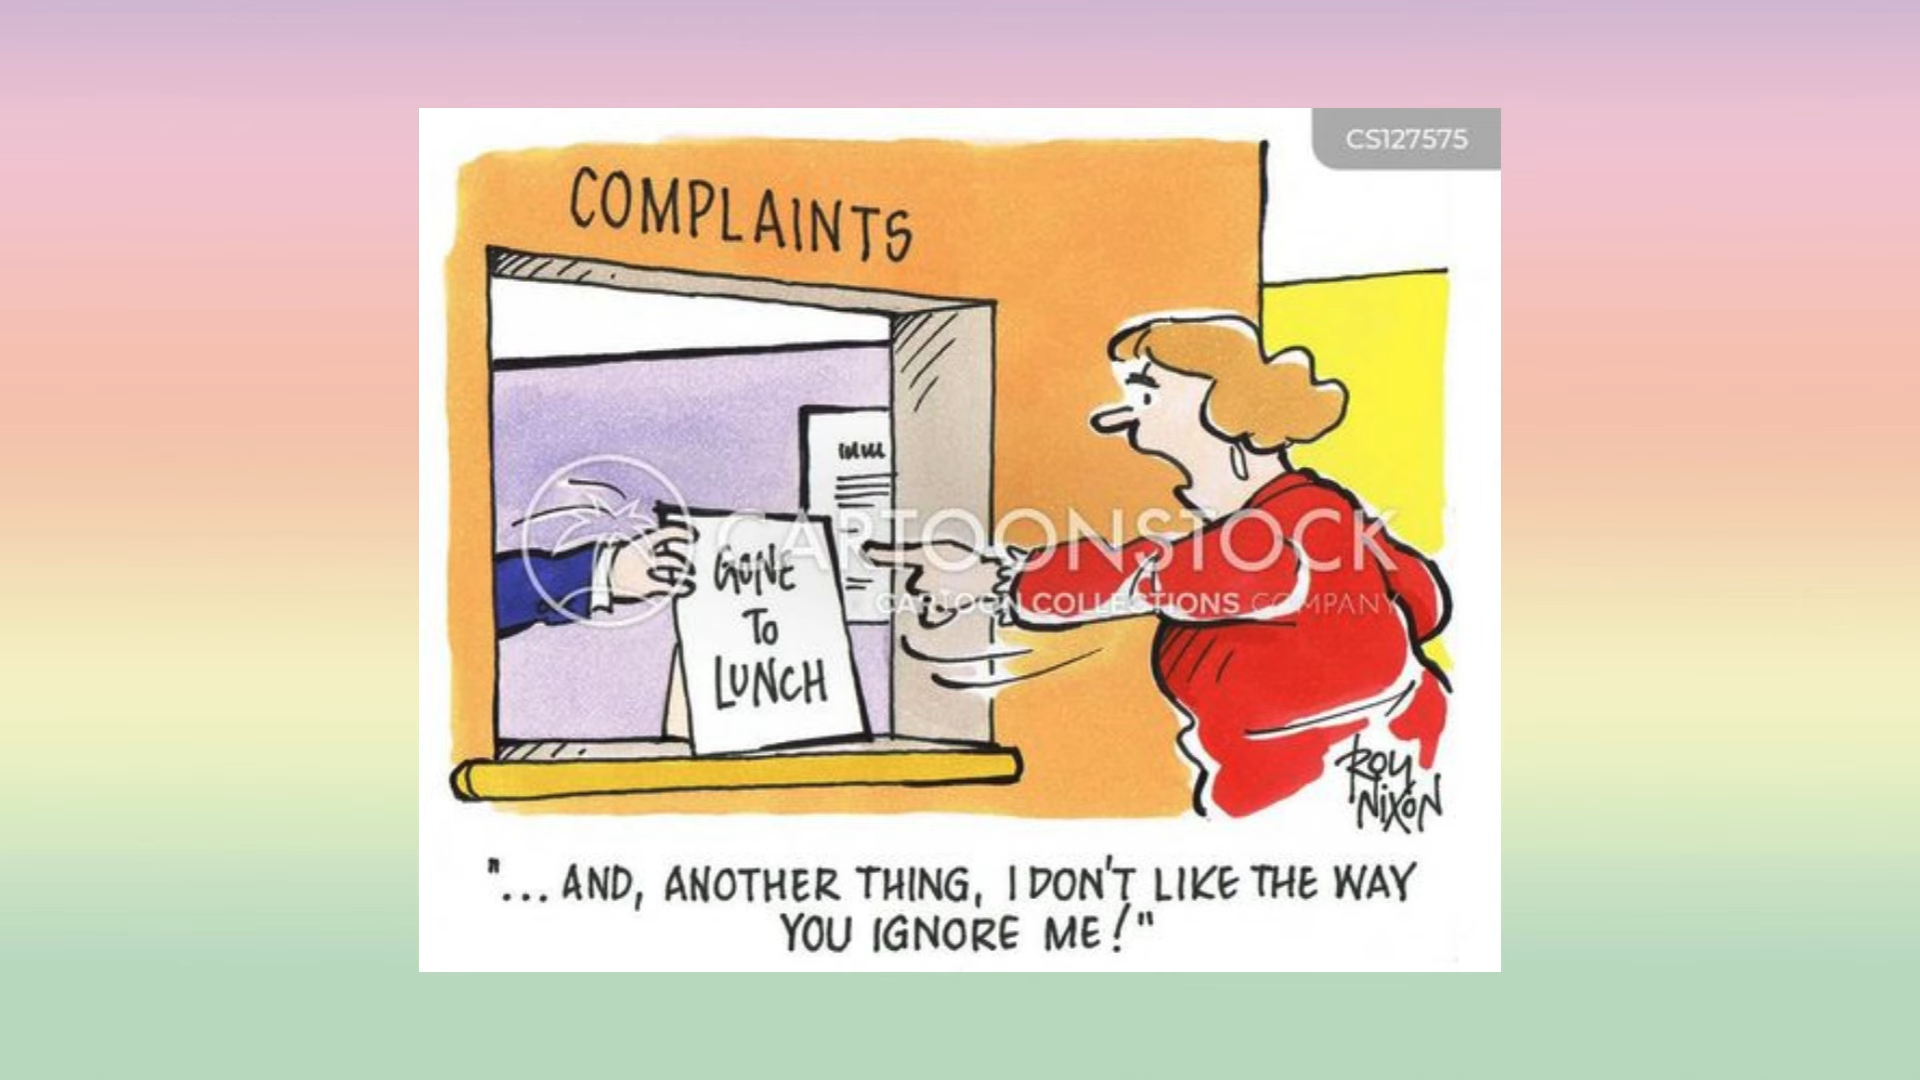 CS127575
COMPLAINTS
GONE
TO
LUNCH
CARTOONSTOCK
CARTOON COLLECTIONS COMPANY
ROY
NIXON
"... AND, ANOTHER THING, I DON'T LIKE THE WAY
YOU IGNORE ME!"